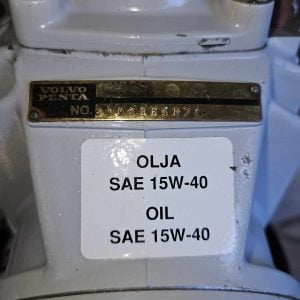 VOLVO
PENTA
NO.
OLJA
SAE 15W-40
OIL
SAE 15W-40